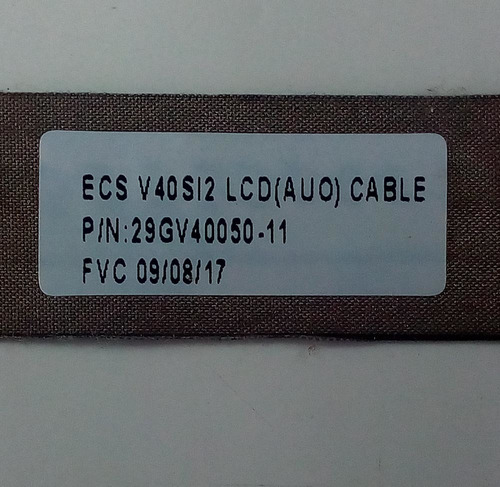 ECS V40SI2 LCD(AUO) CABLE
P/N:29GV40050-11
FVC 09/08/17